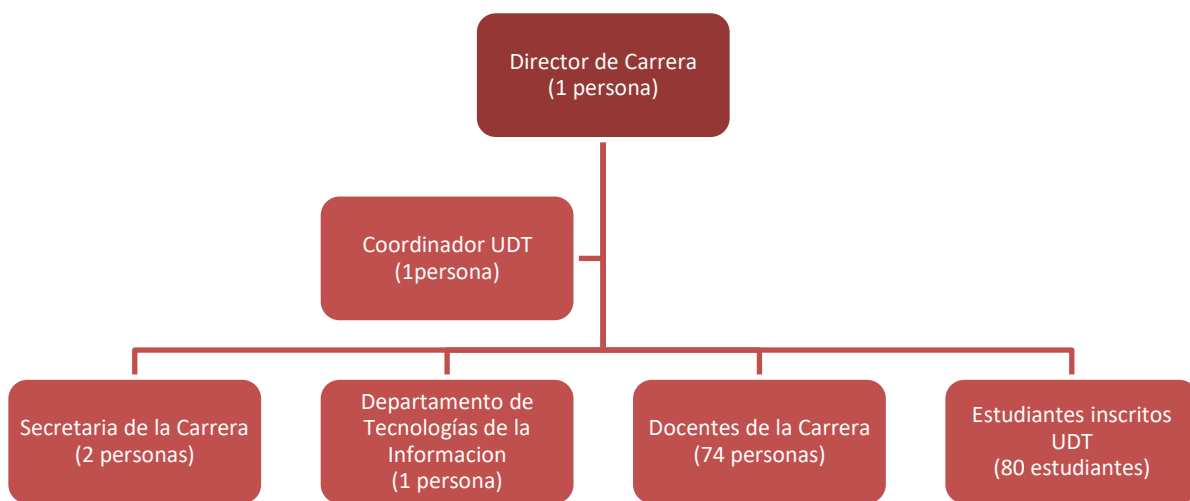 Director de Carrera
(1 persona)
Coordinador UDT
(1persona)
Secretaria de la Carrera
(2 personas)
Departamento de
Tecnologías de la
Informacion
(1 persona)
Docentes de la Carrera
(74 personas)
Estudiantes inscritos
UDT
(80 estudiantes)